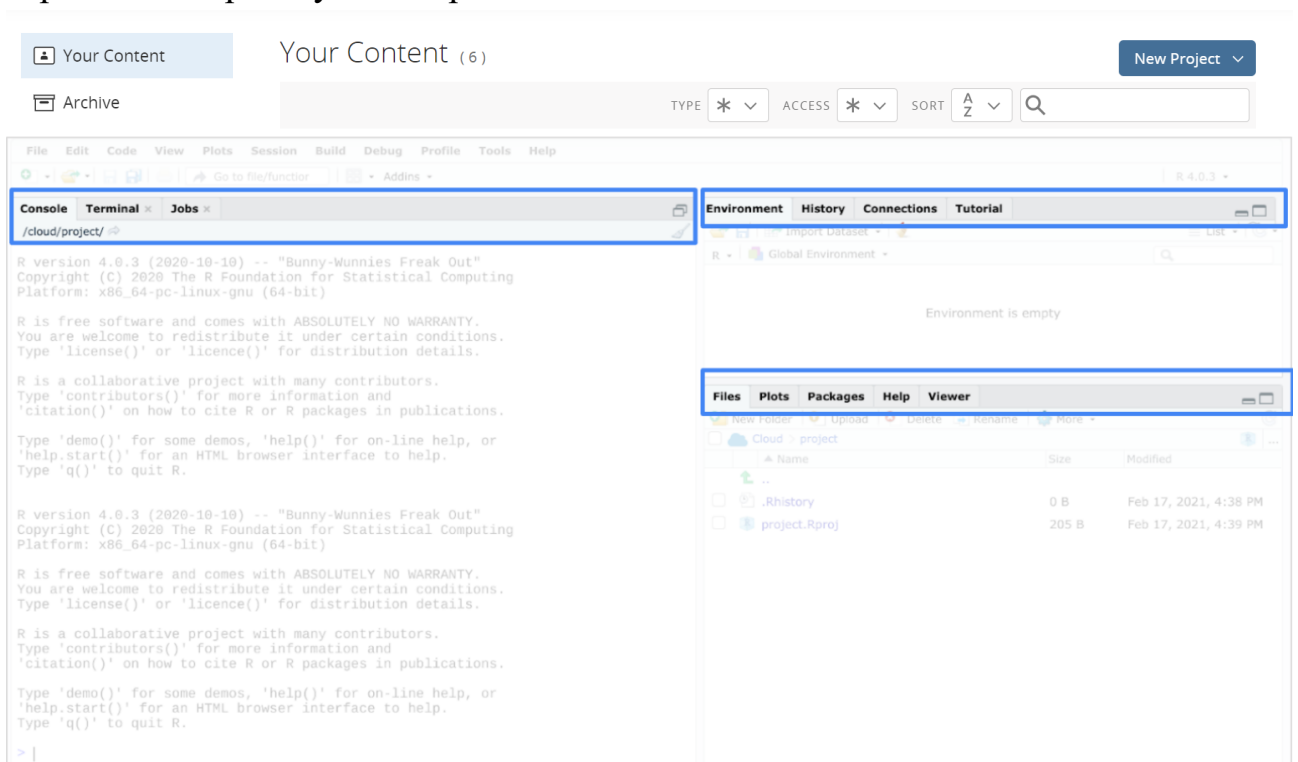 Your Content
Your Content (6)
New Project
Archive
TYPE * ACCESS * SORT A Z
File Edit Code View Plots Session Build Debug Profile Tools Help
Go to file/function Addins R 4.0.3
Console Terminal × Jobs ×
/cloud/project/
R version 4.0.3 (2020-10-10) -- "Bunny-Wunnies Freak Out"
Copyright (C) 2020 The R Foundation for Statistical Computing
Platform: x86_64-pc-linux-gnu (64-bit)
R is free software and comes with ABSOLUTELY NO WARRANTY.
You are welcome to redistribute it under certain conditions.
Type 'license()' or 'licence()' for distribution details.
R is a collaborative project with many contributors.
Type 'contributors()' for more information and
'citation()' on how to cite R or R packages in publications.
Type 'demo()' for some demos, 'help()' for on-line help, or
'help.start()' for an HTML browser interface to help.
Type 'q()' to quit R.
R version 4.0.3 (2020-10-10) -- "Bunny-Wunnies Freak Out"
Copyright (C) 2020 The R Foundation for Statistical Computing
Platform: x86_64-pc-linux-gnu (64-bit)
R is free software and comes with ABSOLUTELY NO WARRANTY.
You are welcome to redistribute it under certain conditions.
Type 'license()' or 'licence()' for distribution details.
R is a collaborative project with many contributors.
Type 'contributors()' for more information and
'citation()' on how to cite R or R packages in publications.
Type 'demo()' for some demos, 'help()' for on-line help, or
'help.start()' for an HTML browser interface to help.
Type 'q()' to quit R.
>
Environment History Connections Tutorial
Import Dataset List
R Global Environment
Environment is empty
Files Plots Packages Help Viewer
New Folder Upload Delete Rename More
Cloud project ...
Name Size Modified
..
.Rhistory 0 B Feb 17, 2021, 4:38 PM
project.Rproj 205 B Feb 17, 2021, 4:39 PM